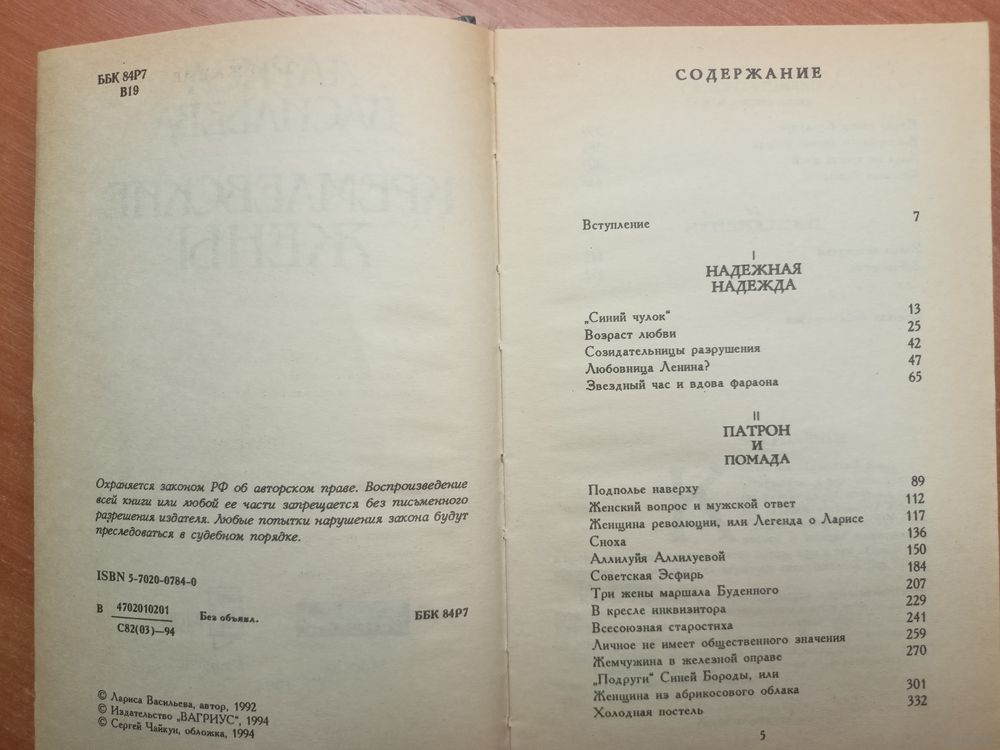 ББК 84Р7
В19
Охраняется законом РФ об авторском праве. Воспроизведение
всей книги или любой ее части запрещается без письменного
разрешения издателя. Любые попытки нарушения закона будут
преследоваться в судебном порядке.
ISBN 5-7020-0784-0
В 4702010201
С82(03)—94
Без объявл.
ББК 84Р7
© Лариса Васильева, автор, 1992
© Издательство „ВАГРИУС", 1994
© Сергей Чайкун, обложка, 1994
СОДЕРЖАНИЕ
Вступление 7
I
НАДЕЖНАЯ
НАДЕЖДА
„Синий чулок" 13
Возраст любви 25
Созидательницы разрушения 42
Любовница Ленина? 47
Звездный час и вдова фараона 65
II
ПАТРОН
И
ПОМАДА
Подполье наверху 89
Женский вопрос и мужской ответ 112
Женщина революции, или Легенда о Ларисе 117
Сноха 136
Аллилуйя Аллилуевой 150
Советская Эсфирь 184
Три жены маршала Буденного 207
В кресле инквизитора 229
Всесоюзная старостиха 241
Личное не имеет общественного значения 259
Жемчужина в железной оправе 270
„Подруги" Синей Бороды, или
Женщина из абрикосового облака 301
Холодная постель 332
5